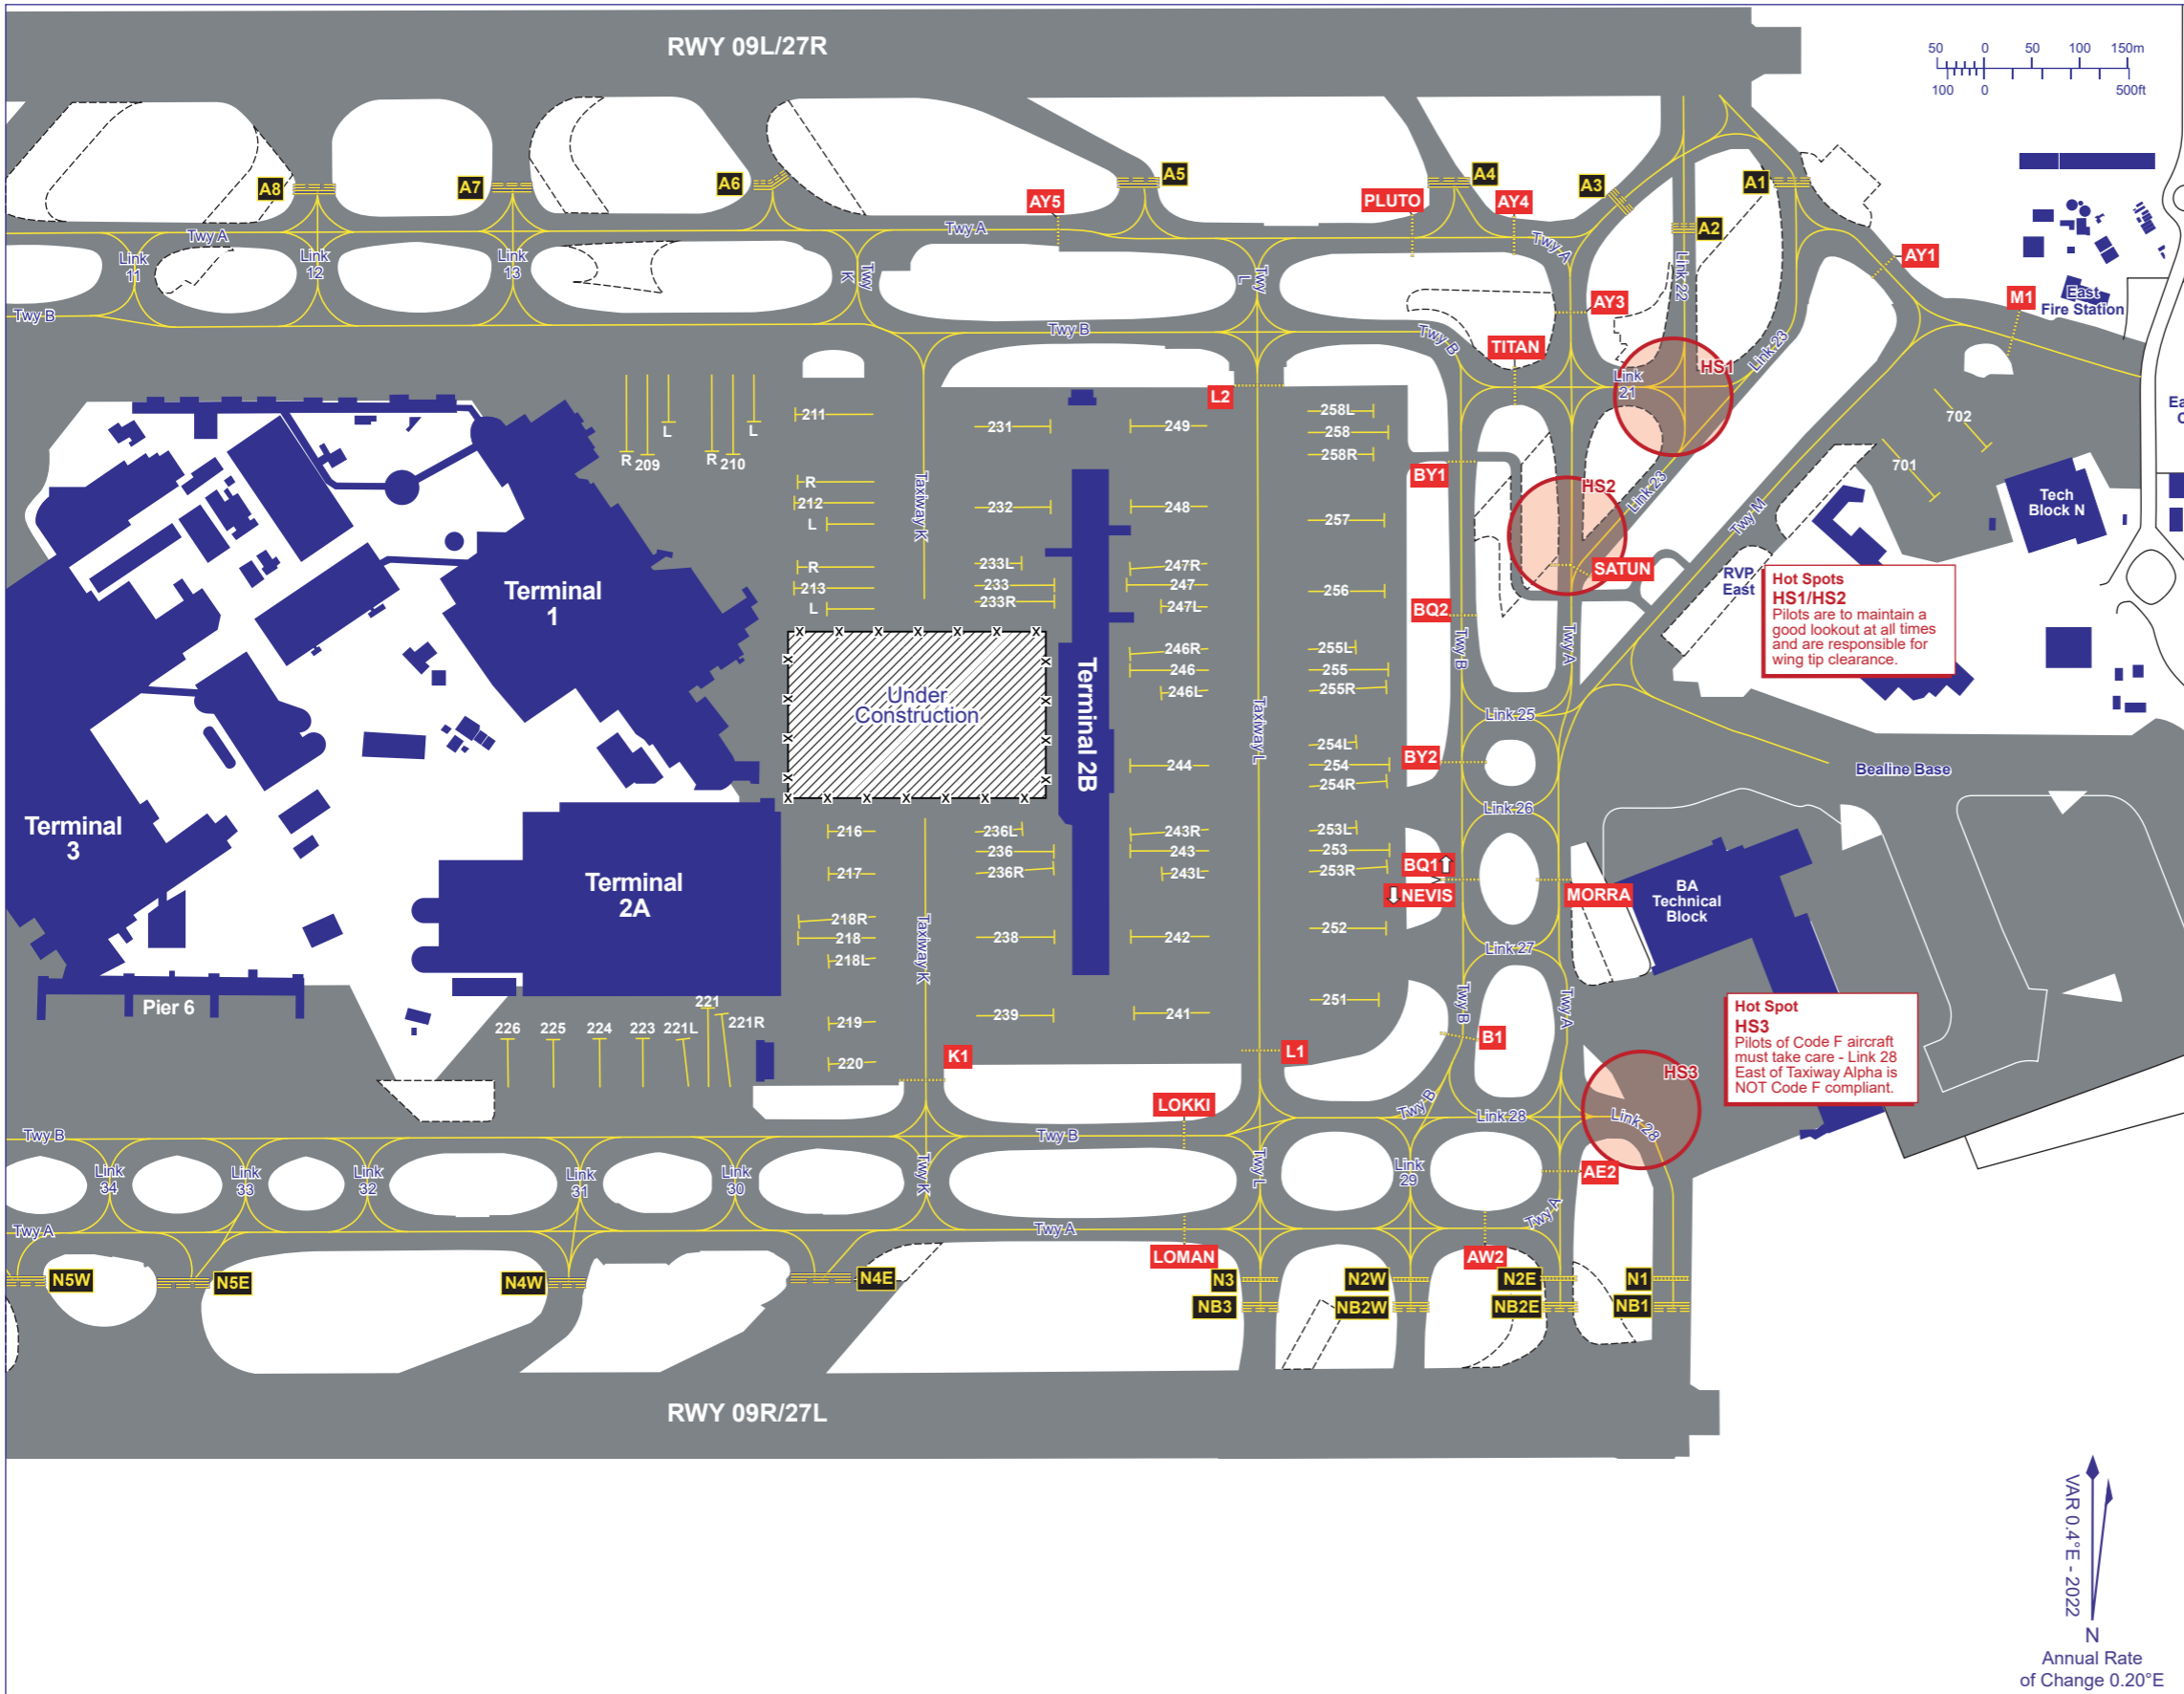 RWY 09L/27R
50 0 50 100 150m
100 0 500ft
A8
A7
A6
A5
A4
A3
A1
A2
AY5
PLUTO
AY4
AY1
Twy A
Twy A
Twy A
Link
11
Link
12
Link
13
Twy
K
Twy
L
Link 22
AY3
M1
East
Fire Station
Twy B
Twy B
Twy B
TITAN
Link
21
HS1
Link 23
L2
211
231
249
258L
258
258R
R 209
L
R 210
L
BY1
702
701
Ea
C
R
212
L
Taxiway K
232
248
257
HS2
Link 23
Twy M
Tech
Block N
R
213
L
233L
233
233R
247R
247
247L
256
SATUN
BQ2
RVP
East
Hot Spots
HS1/HS2
Pilots are to maintain a
good lookout at all times
and are responsible for
wing tip clearance.
Terminal
1
X X X X X X X
X X X X
X X X X
X X X X X X X
Under
Construction
Terminal 2B
246R
246
246L
255L
255
255R
Twy B
Twy A
Taxiway L
Link 25
244
254L
254
254R
BY2
Bealine Base
Link 26
Terminal
3
Terminal
2A
216
217
236L
236
236R
243R
243
243L
253L
253
253R
BQ1
NEVIS
MORRA
BA
Technical
Block
218R
218
218L
Taxiway K
238
242
252
Link 27
Pier 6
226
225
224
223
221L
221
221R
219
220
239
241
251
Twy B
Twy A
B1
K1
L1
Hot Spot
HS3
Pilots of Code F aircraft
must take care - Link 28
East of Taxiway Alpha is
NOT Code F compliant.
HS3
LOKKI
Twy B
Link 28
Link 28
Twy B
Twy B
Link
34
Link
33
Link
32
Link
31
Link
30
Twy K
Twy L
Link
29
AE2
Twy A
Twy A
Twy A
LOMAN
AW2
N5W
N5E
N4W
N4E
N3
NB3
N2W
NB2W
N2E
NB2E
N1
NB1
RWY 09R/27L
VAR 0.4°E - 2022
N
Annual Rate
of Change 0.20°E